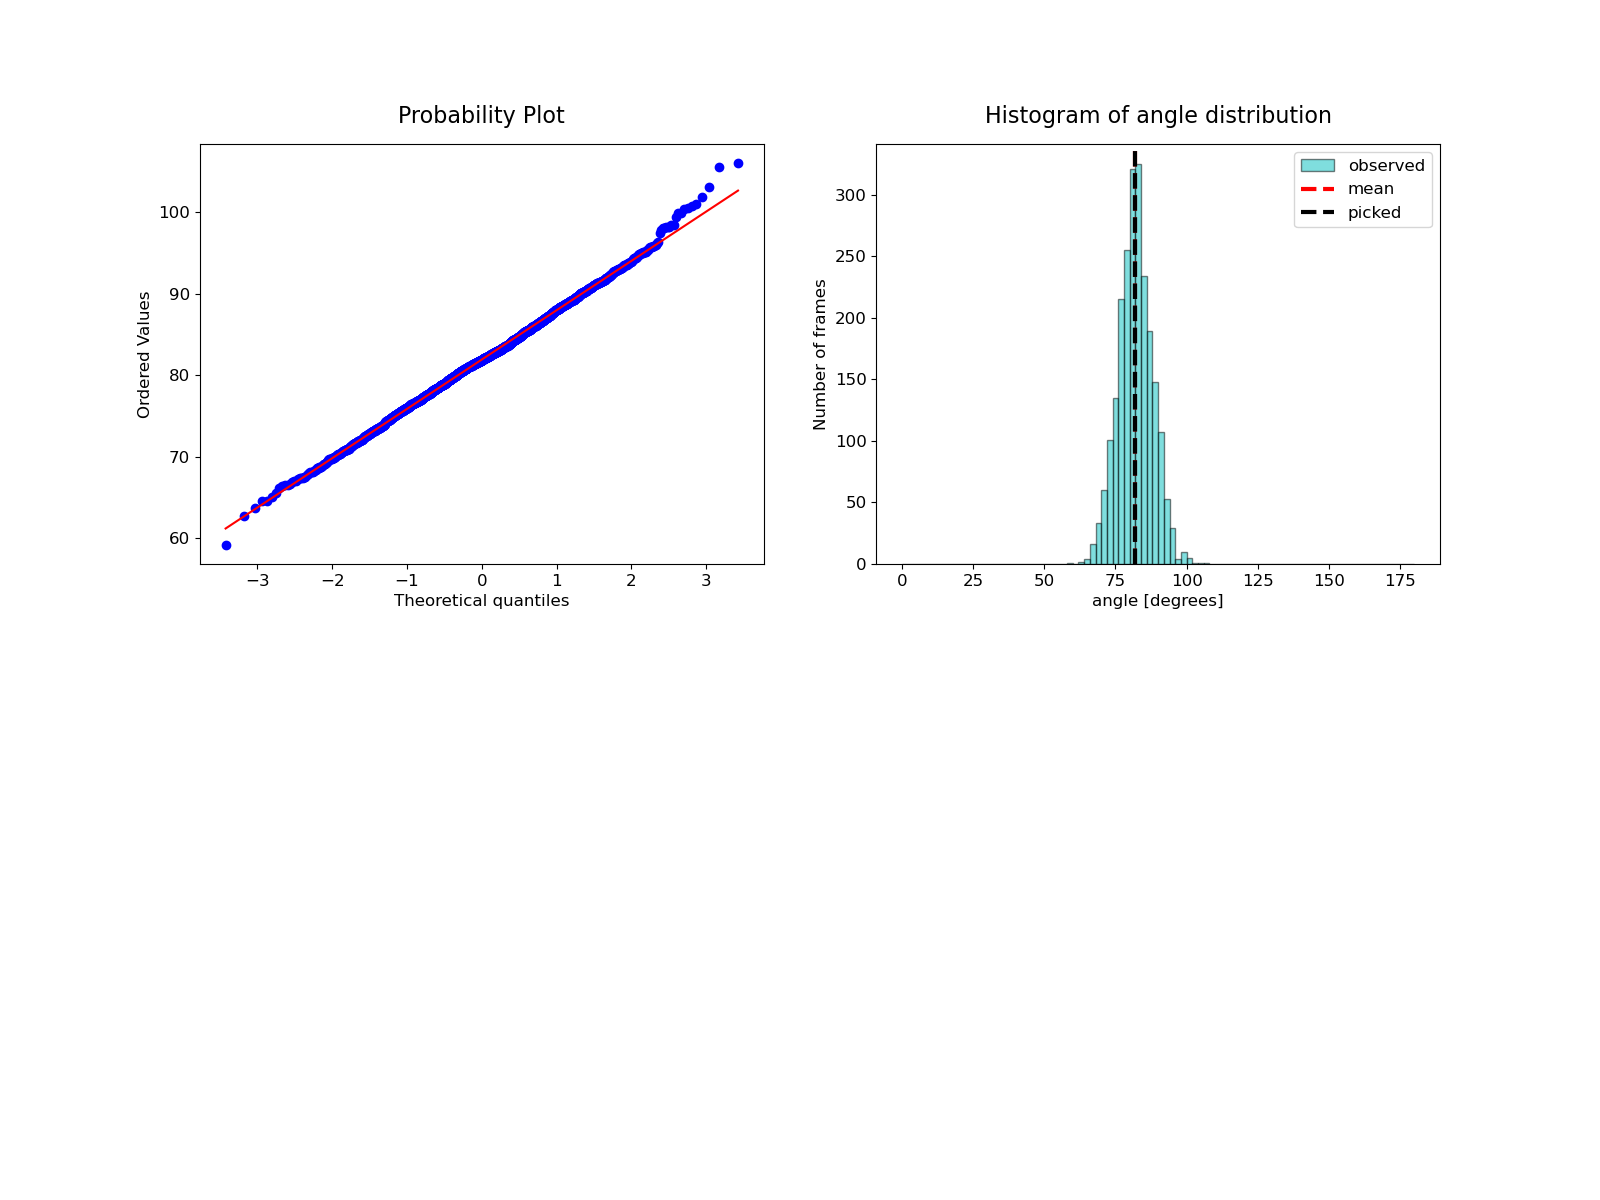 Probability Plot
Ordered Values
100
90
80
70
60
−3 −2 −1 0 1 2 3
Theoretical quantiles
Histogram of angle distribution
Number of frames
300
250
200
150
100
50
0
0 25 50 75 100 125 150 175
angle [degrees]
observed
mean
picked